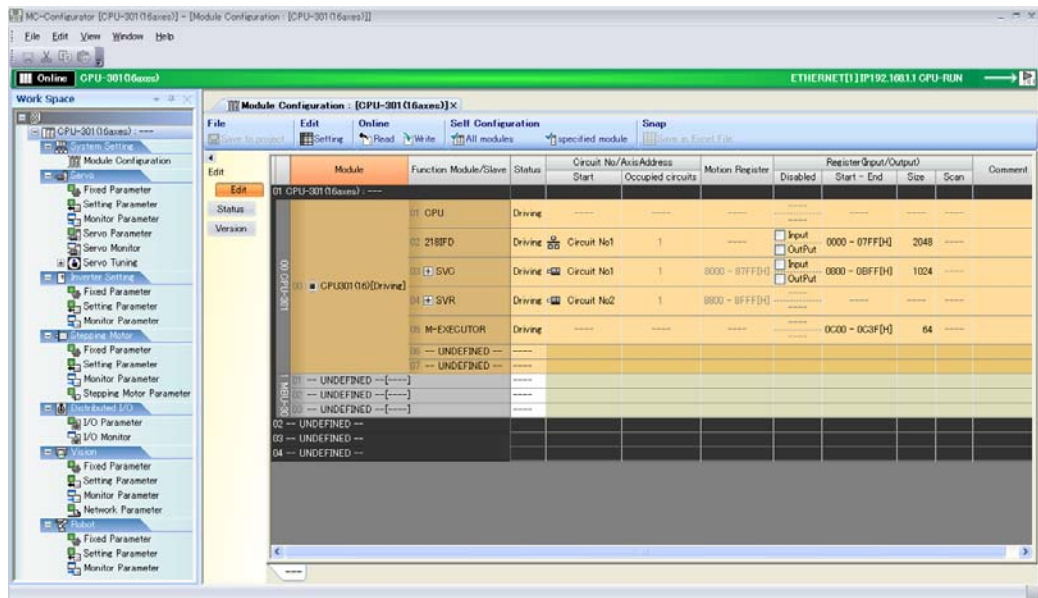 MC-Configurator [CPU-301(16axes)] - [Module Configuration : [CPU-301(16axes)]]
File Edit View Window Help
Online CPU-301(16axes) ETHERNET[1] IP192.168.1.1 CPU-RUN
Work Space
CPU-301(16axes) : ----
System Setting
Module Configuration
Servo
Fixed Parameter
Setting Parameter
Monitor Parameter
Servo Parameter
Servo Monitor
Servo Tuning
Inverter Setting
Fixed Parameter
Setting Parameter
Monitor Parameter
Stepping Motor
Fixed Parameter
Setting Parameter
Monitor Parameter
Stepping Motor Parameter
Distributed I/O
I/O Parameter
I/O Monitor
Vision
Fixed Parameter
Setting Parameter
Monitor Parameter
Network Parameter
Robot
Fixed Parameter
Setting Parameter
Monitor Parameter
Module Configuration : [CPU-301(16axes)] ×
File Edit Online Self Configuration Snap
Save to project Setting Read Write All modules specified module Save in Excel File
Edit
Edit
Status
Version
Module Function Module/Slave Status Circuit No/AxisAddress Motion Register Register(Input/Output) Comment
Start Occupied circuits Disabled Start - End Size Scan
01 CPU-301(16axes) : ----
00 CPU-301
00 CPU301(16)[Driving]
01 CPU Driving ---- ---- ---- ---- ---- ---- ----
02 218IFD Driving Circuit No1 1 ---- Input OutPut 0000 - 07FF[H] 2048 ----
03 SVC Driving Circuit No1 1 8000 - 87FF[H] Input OutPut 0800 - 0BFF[H] 1024 ----
04 SVR Driving Circuit No2 1 8800 - 8FFF[H] ---- ---- ---- ----
05 M-EXECUTOR Driving ---- ---- ---- ---- 0C00 - 0C3F[H] 64 ----
06 -- UNDEFINED -- ----
07 -- UNDEFINED -- ----
01 -- UNDEFINED --[----] ----
02 -- UNDEFINED --[----] ----
03 -- UNDEFINED --[----] ----
02 -- UNDEFINED --
03 -- UNDEFINED --
04 -- UNDEFINED --
----